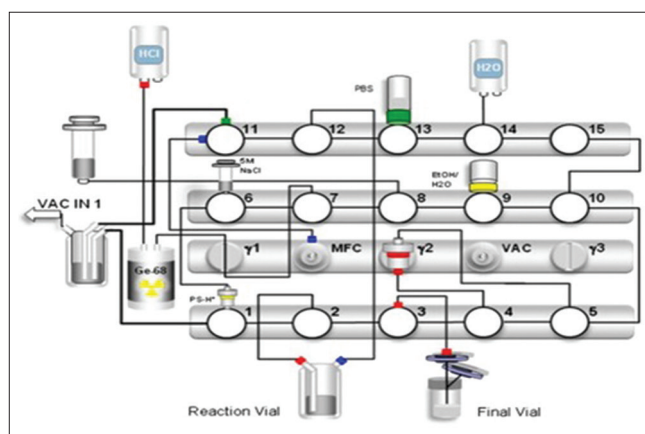 HCl
H2O
PBS
11 12 13 14 15
5M
NaCl
EtOH/
H2O
6 7 8 9 10
VAC IN 1
γ1 MFC γ2 VAC γ3
Ge-68
PS-H⁺
1 2 3 4 5
Reaction Vial Final Vial